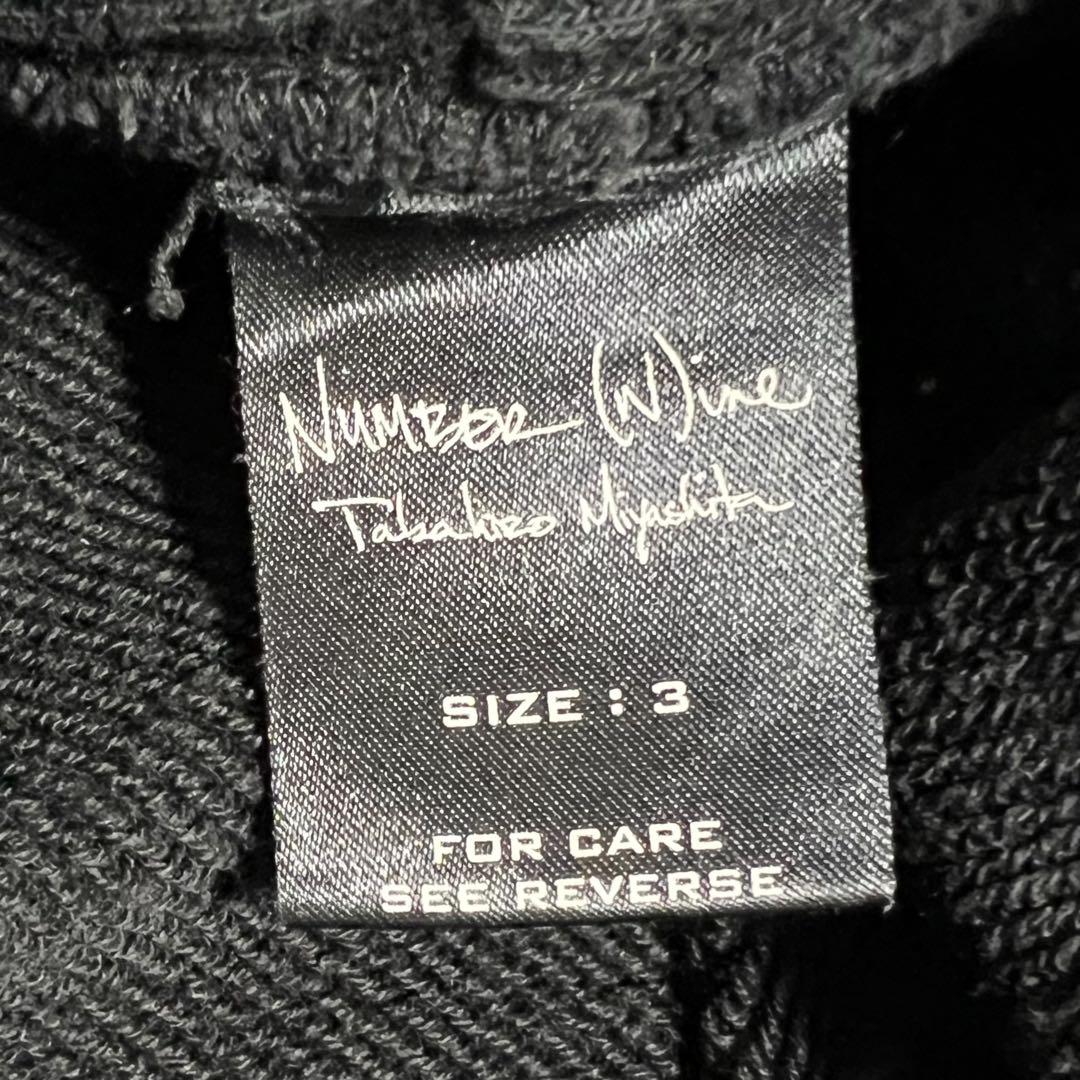 NUMBER (N)ine
Takahiro Miyashita
SIZE : 3
FOR CARE
SEE REVERSE